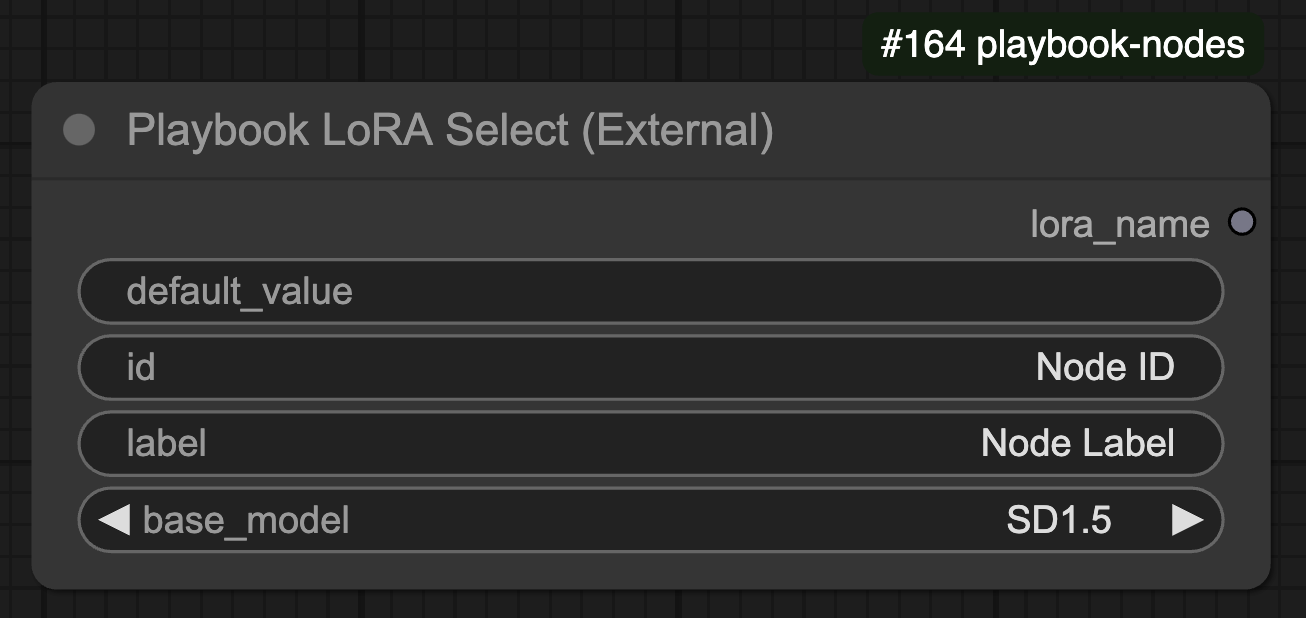 #164 playbook-nodes
Playbook LoRA Select (External)
lora_name
default_value
id Node ID
label Node Label
base_model SD1.5